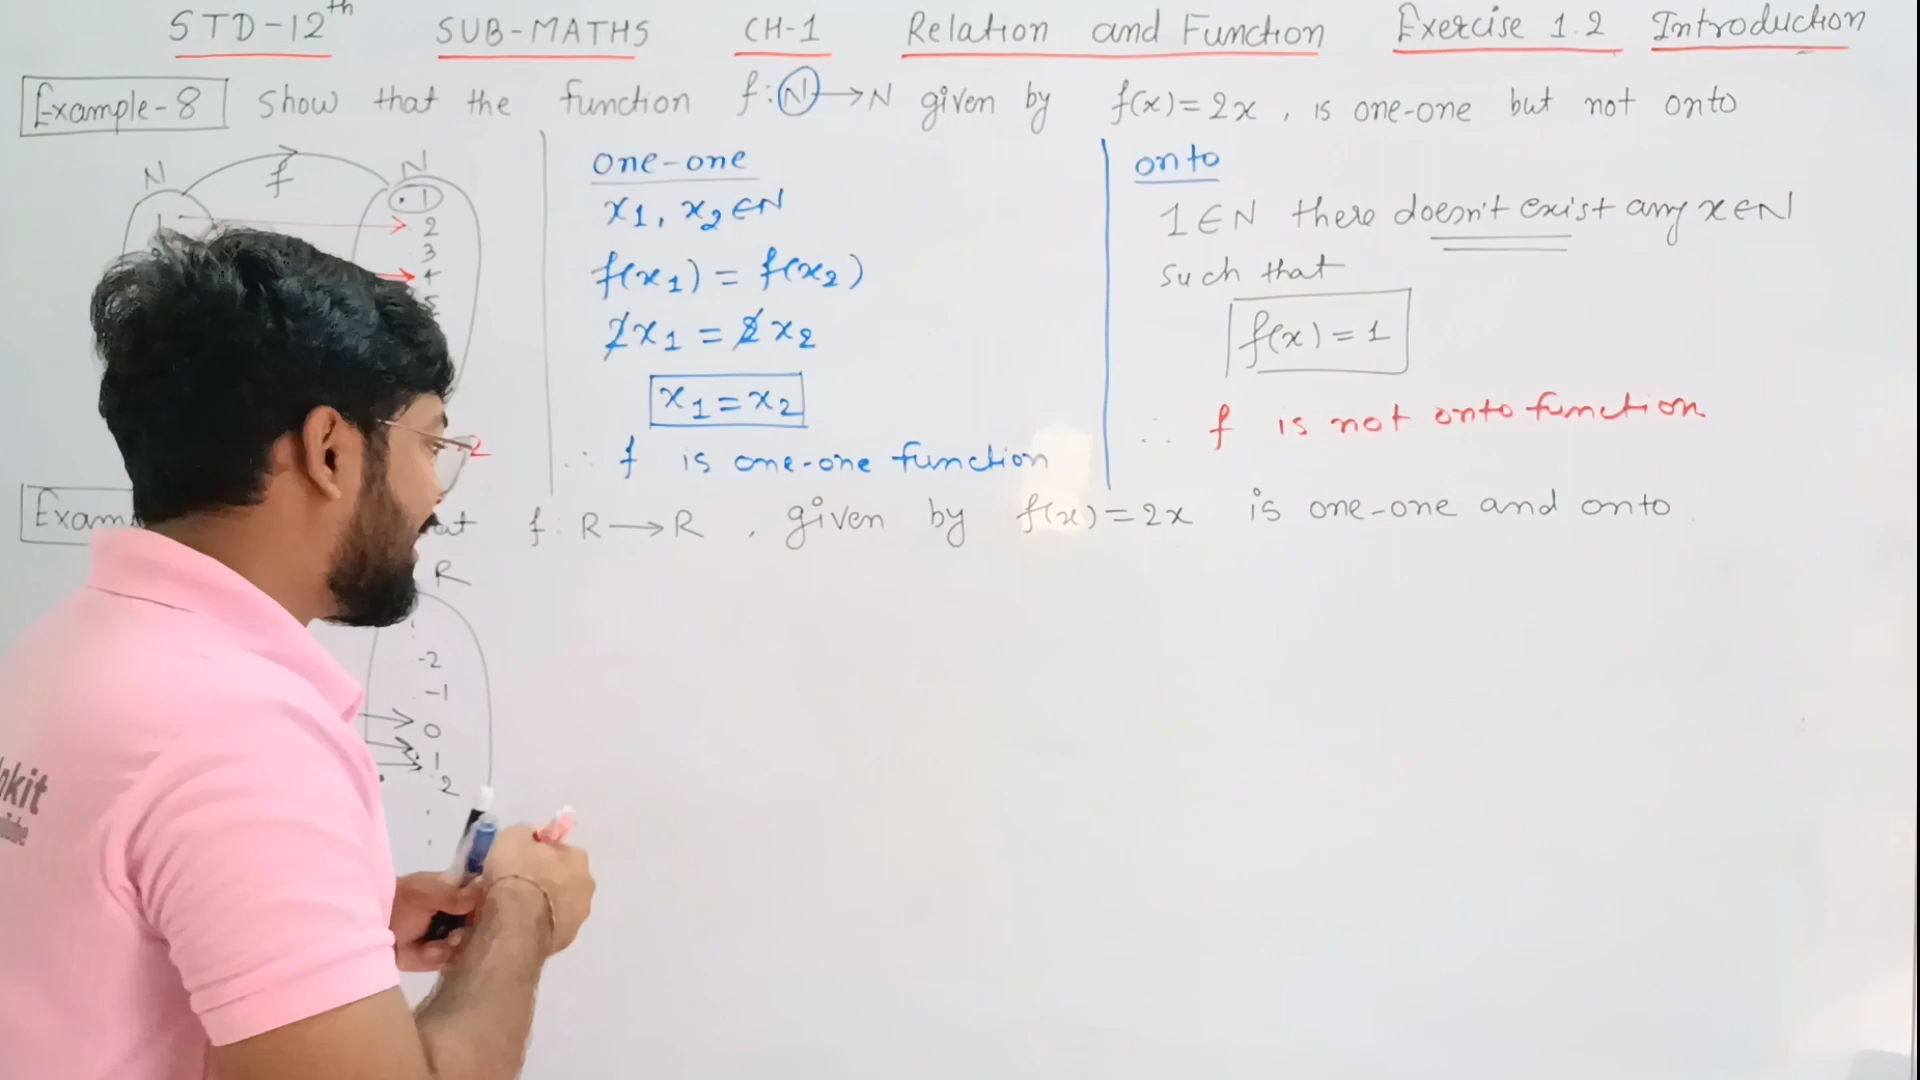 STD-12th SUB-MATHS CH-1 Relation and Function Exercise 1.2 Introduction
Example-8 Show that the function f:N→N given by f(x)=2x, is one-one but not onto
N f N
1
.1
2
3
4
5
one-one
x1, x2∈N
f(x1) = f(x2)
2x1 = 2x2
x1=x2
∴ f is one-one function
onto
1∈N there doesn't exist any x∈N
such that
f(x) = 1
∴ f is not onto function
f: R→R, given by f(x)=2x is one-one and onto
R
-2
-1
0
1
2